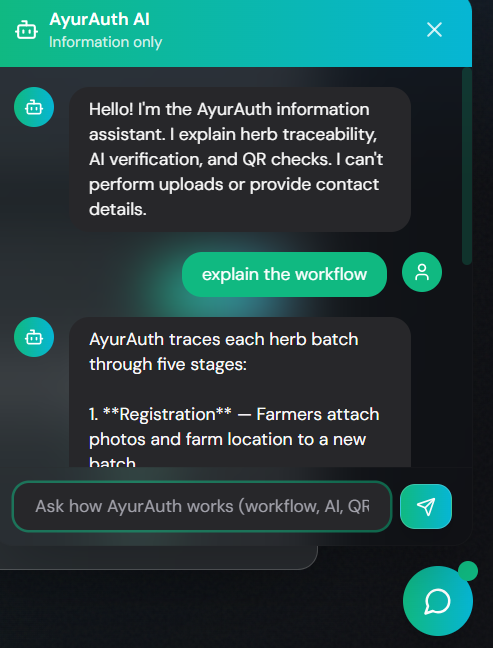 AyurAuth AI
Information only
Hello! I'm the AyurAuth information
assistant. I explain herb traceability,
AI verification, and QR checks. I can't
perform uploads or provide contact
details.
explain the workflow
AyurAuth traces each herb batch
through five stages:
1. **Registration** — Farmers attach
photos and farm location to a new
batch
Ask how AyurAuth works (workflow, AI, QR